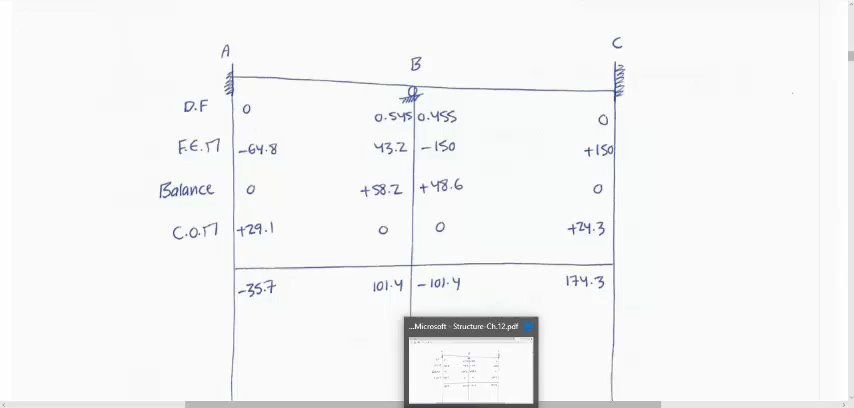 A B C
D.F 0 0.545 0.455 0
F.E.M -64.8 43.2 -150 +150
Balance 0 +58.2 +48.6 0
C.O.M +29.1 0 0 +24.3
-35.7 101.4 -101.4 174.3
...Microsoft - Structure-Ch.12.pdf